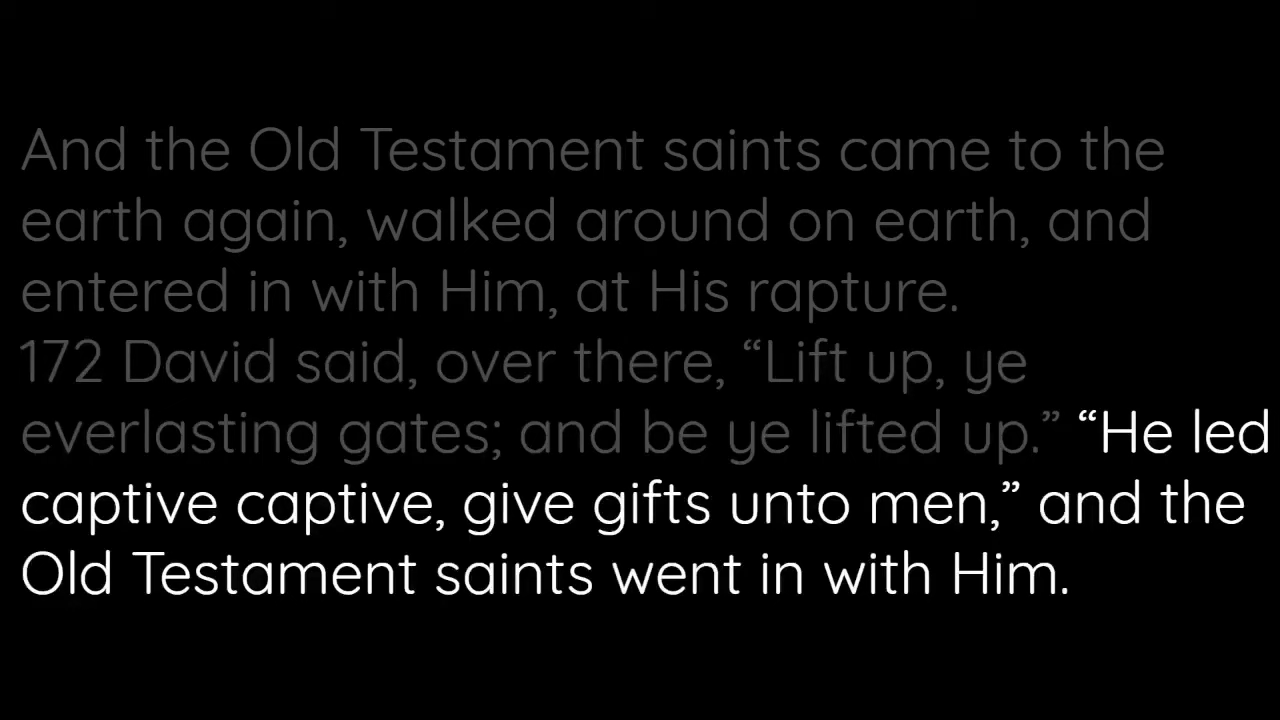 And the Old Testament saints came to the
earth again, walked around on earth, and
entered in with Him, at His rapture.
172 David said, over there, “Lift up, ye
everlasting gates; and be ye lifted up.” “He led
captive captive, give gifts unto men,” and the
Old Testament saints went in with Him.